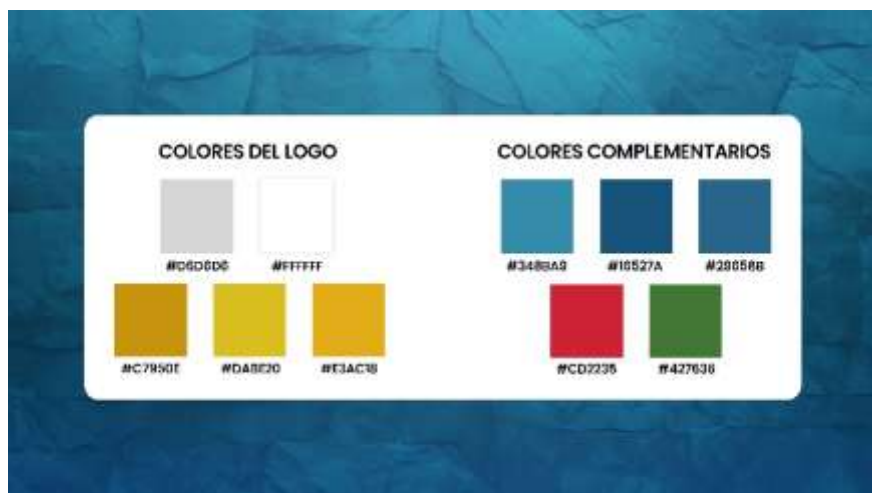 COLORES DEL LOGO
#D6D6D6 #FFFFFF
#C7950E #DABE20 #E3AC18
COLORES COMPLEMENTARIOS
#348BA9 #16527A #28658B
#CD2235 #427636